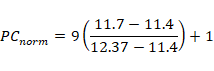 PC_norm = 9 ( (11.7 − 11.4) / (12.37 − 11.4) ) + 1